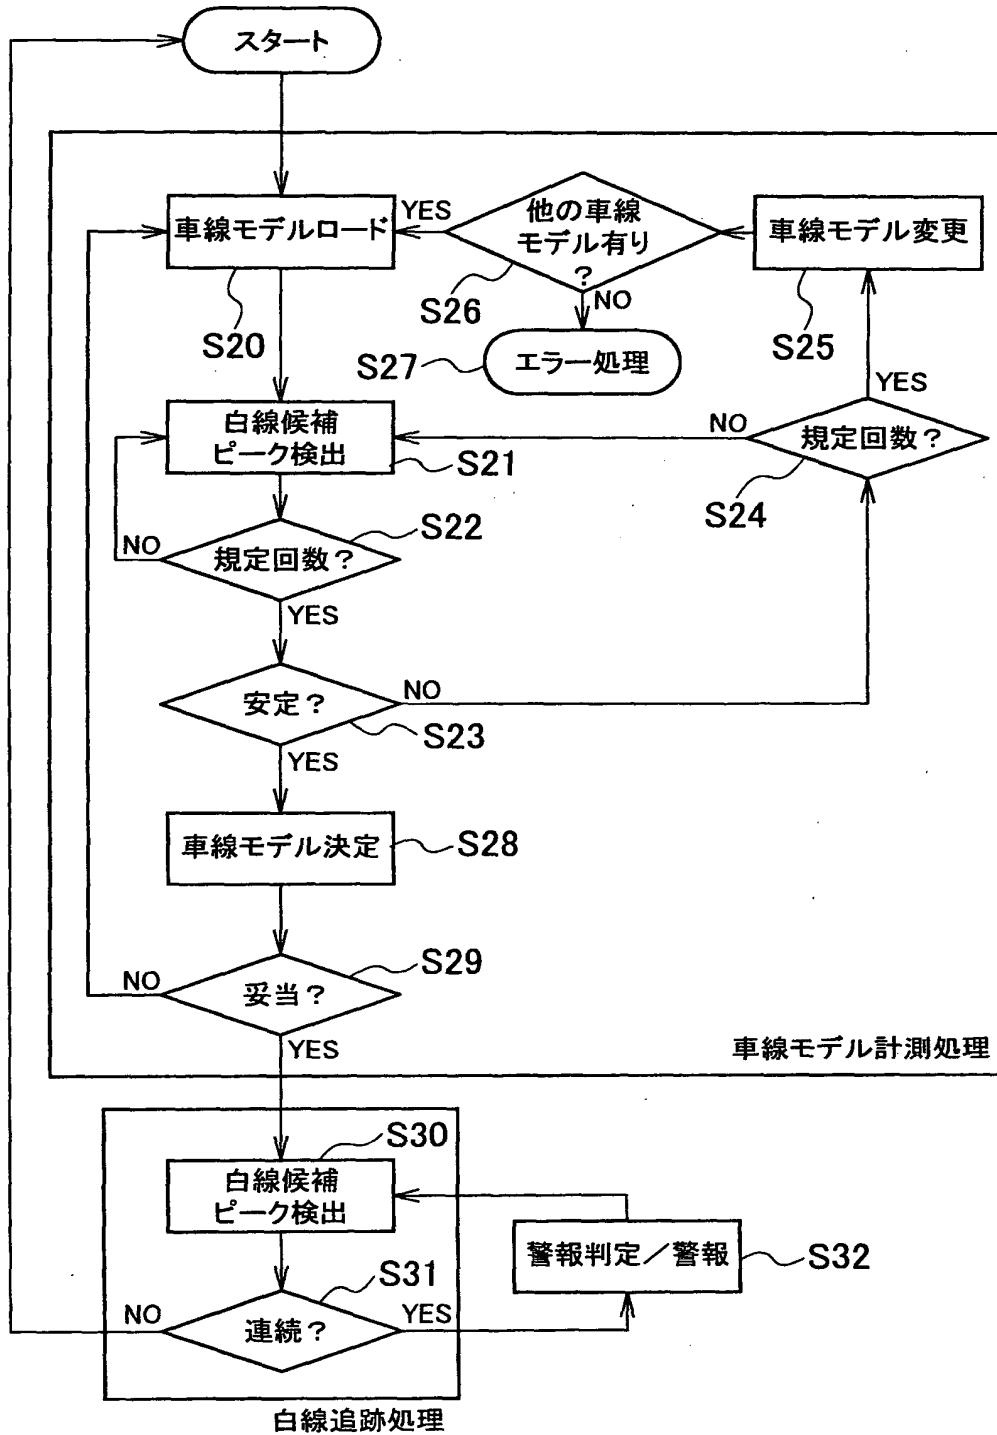 スタート
車線モデルロード
S20
YES
他の車線
モデル有り
?
S26
NO
エラー処理
S27
車線モデル変更
S25
YES
規定回数?
S24
NO
白線候補
ピーク検出
S21
規定回数?
S22
NO
YES
安定?
S23
NO
YES
車線モデル決定
S28
妥当?
S29
NO
YES
車線モデル計測処理
S30
白線候補
ピーク検出
S31
連続?
NO
YES
警報判定/警報
S32
白線追跡処理